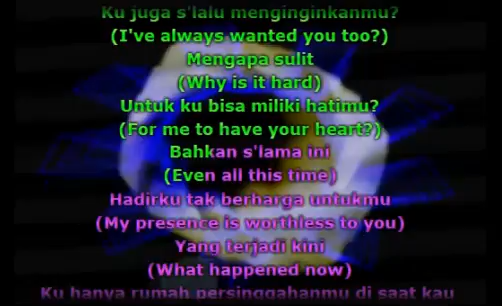 Ku juga s'lalu menginginkanmu?
(I've always wanted you too?)
Mengapa sulit
(Why is it hard)
Untuk ku bisa miliki hatimu?
(For me to have your heart?)
Bahkan s'lama ini
(Even all this time)
Hadirku tak berharga untukmu
(My presence is worthless to you)
Yang terjadi kini
(What happened now)
Ku hanya rumah persinggahanmu di saat kau